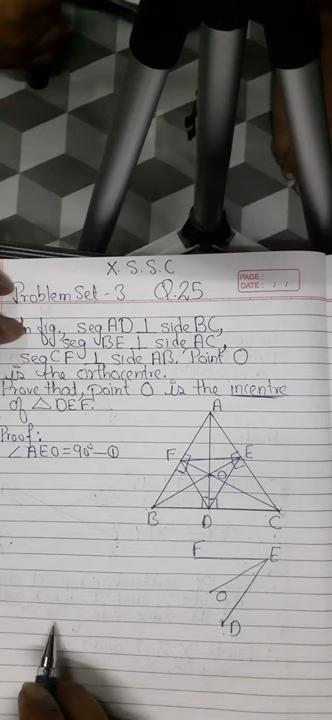 X. S. S. C
PAGE:
DATE: / /
Problem Set - 3 Q.25
In fig., seg AD ⊥ side BC,
seg BE ⊥ side AC,
seg CF ⊥ side AB. Point O
is the orthocentre.
Prove that, point O is the incentre
of △DEF.
Proof:
∠AEO=90°—①
A
F
E
O
B
D
C
F
E
O
D